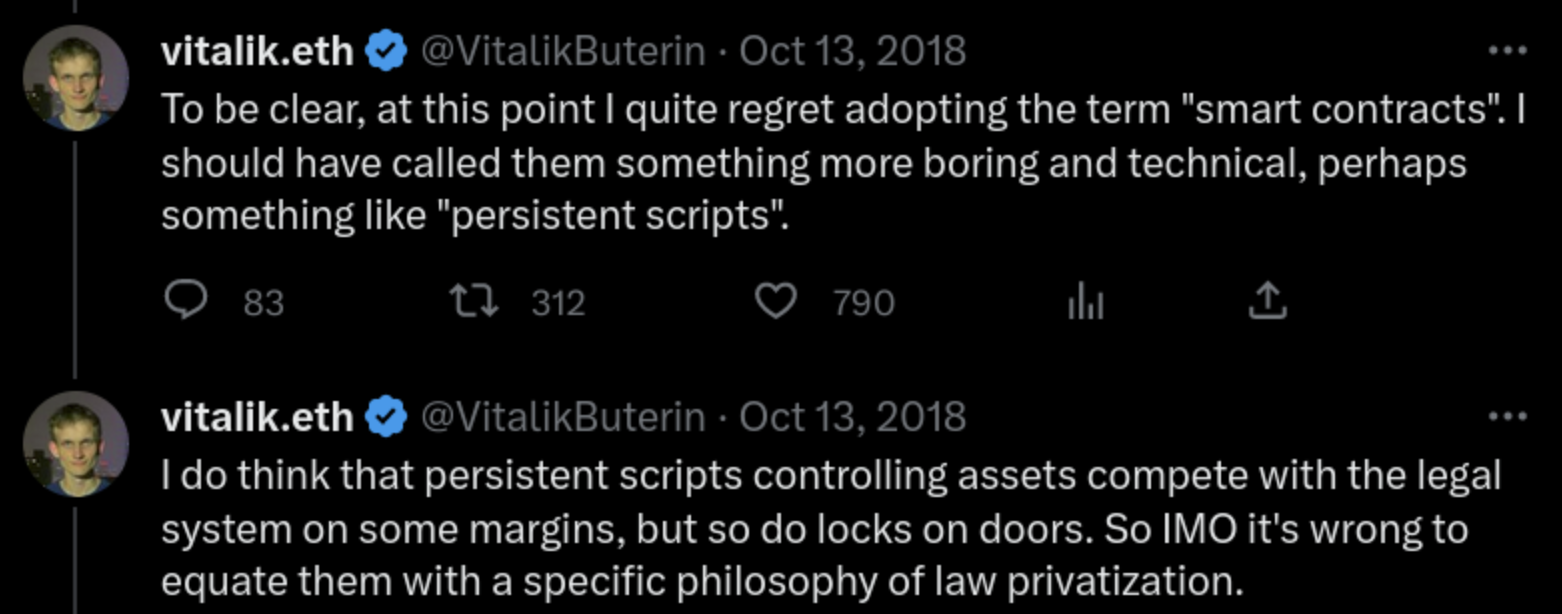 vitalik.eth @VitalikButerin · Oct 13, 2018
To be clear, at this point I quite regret adopting the term "smart contracts". I
should have called them something more boring and technical, perhaps
something like "persistent scripts".
83 312 790
vitalik.eth @VitalikButerin · Oct 13, 2018
I do think that persistent scripts controlling assets compete with the legal
system on some margins, but so do locks on doors. So IMO it's wrong to
equate them with a specific philosophy of law privatization.